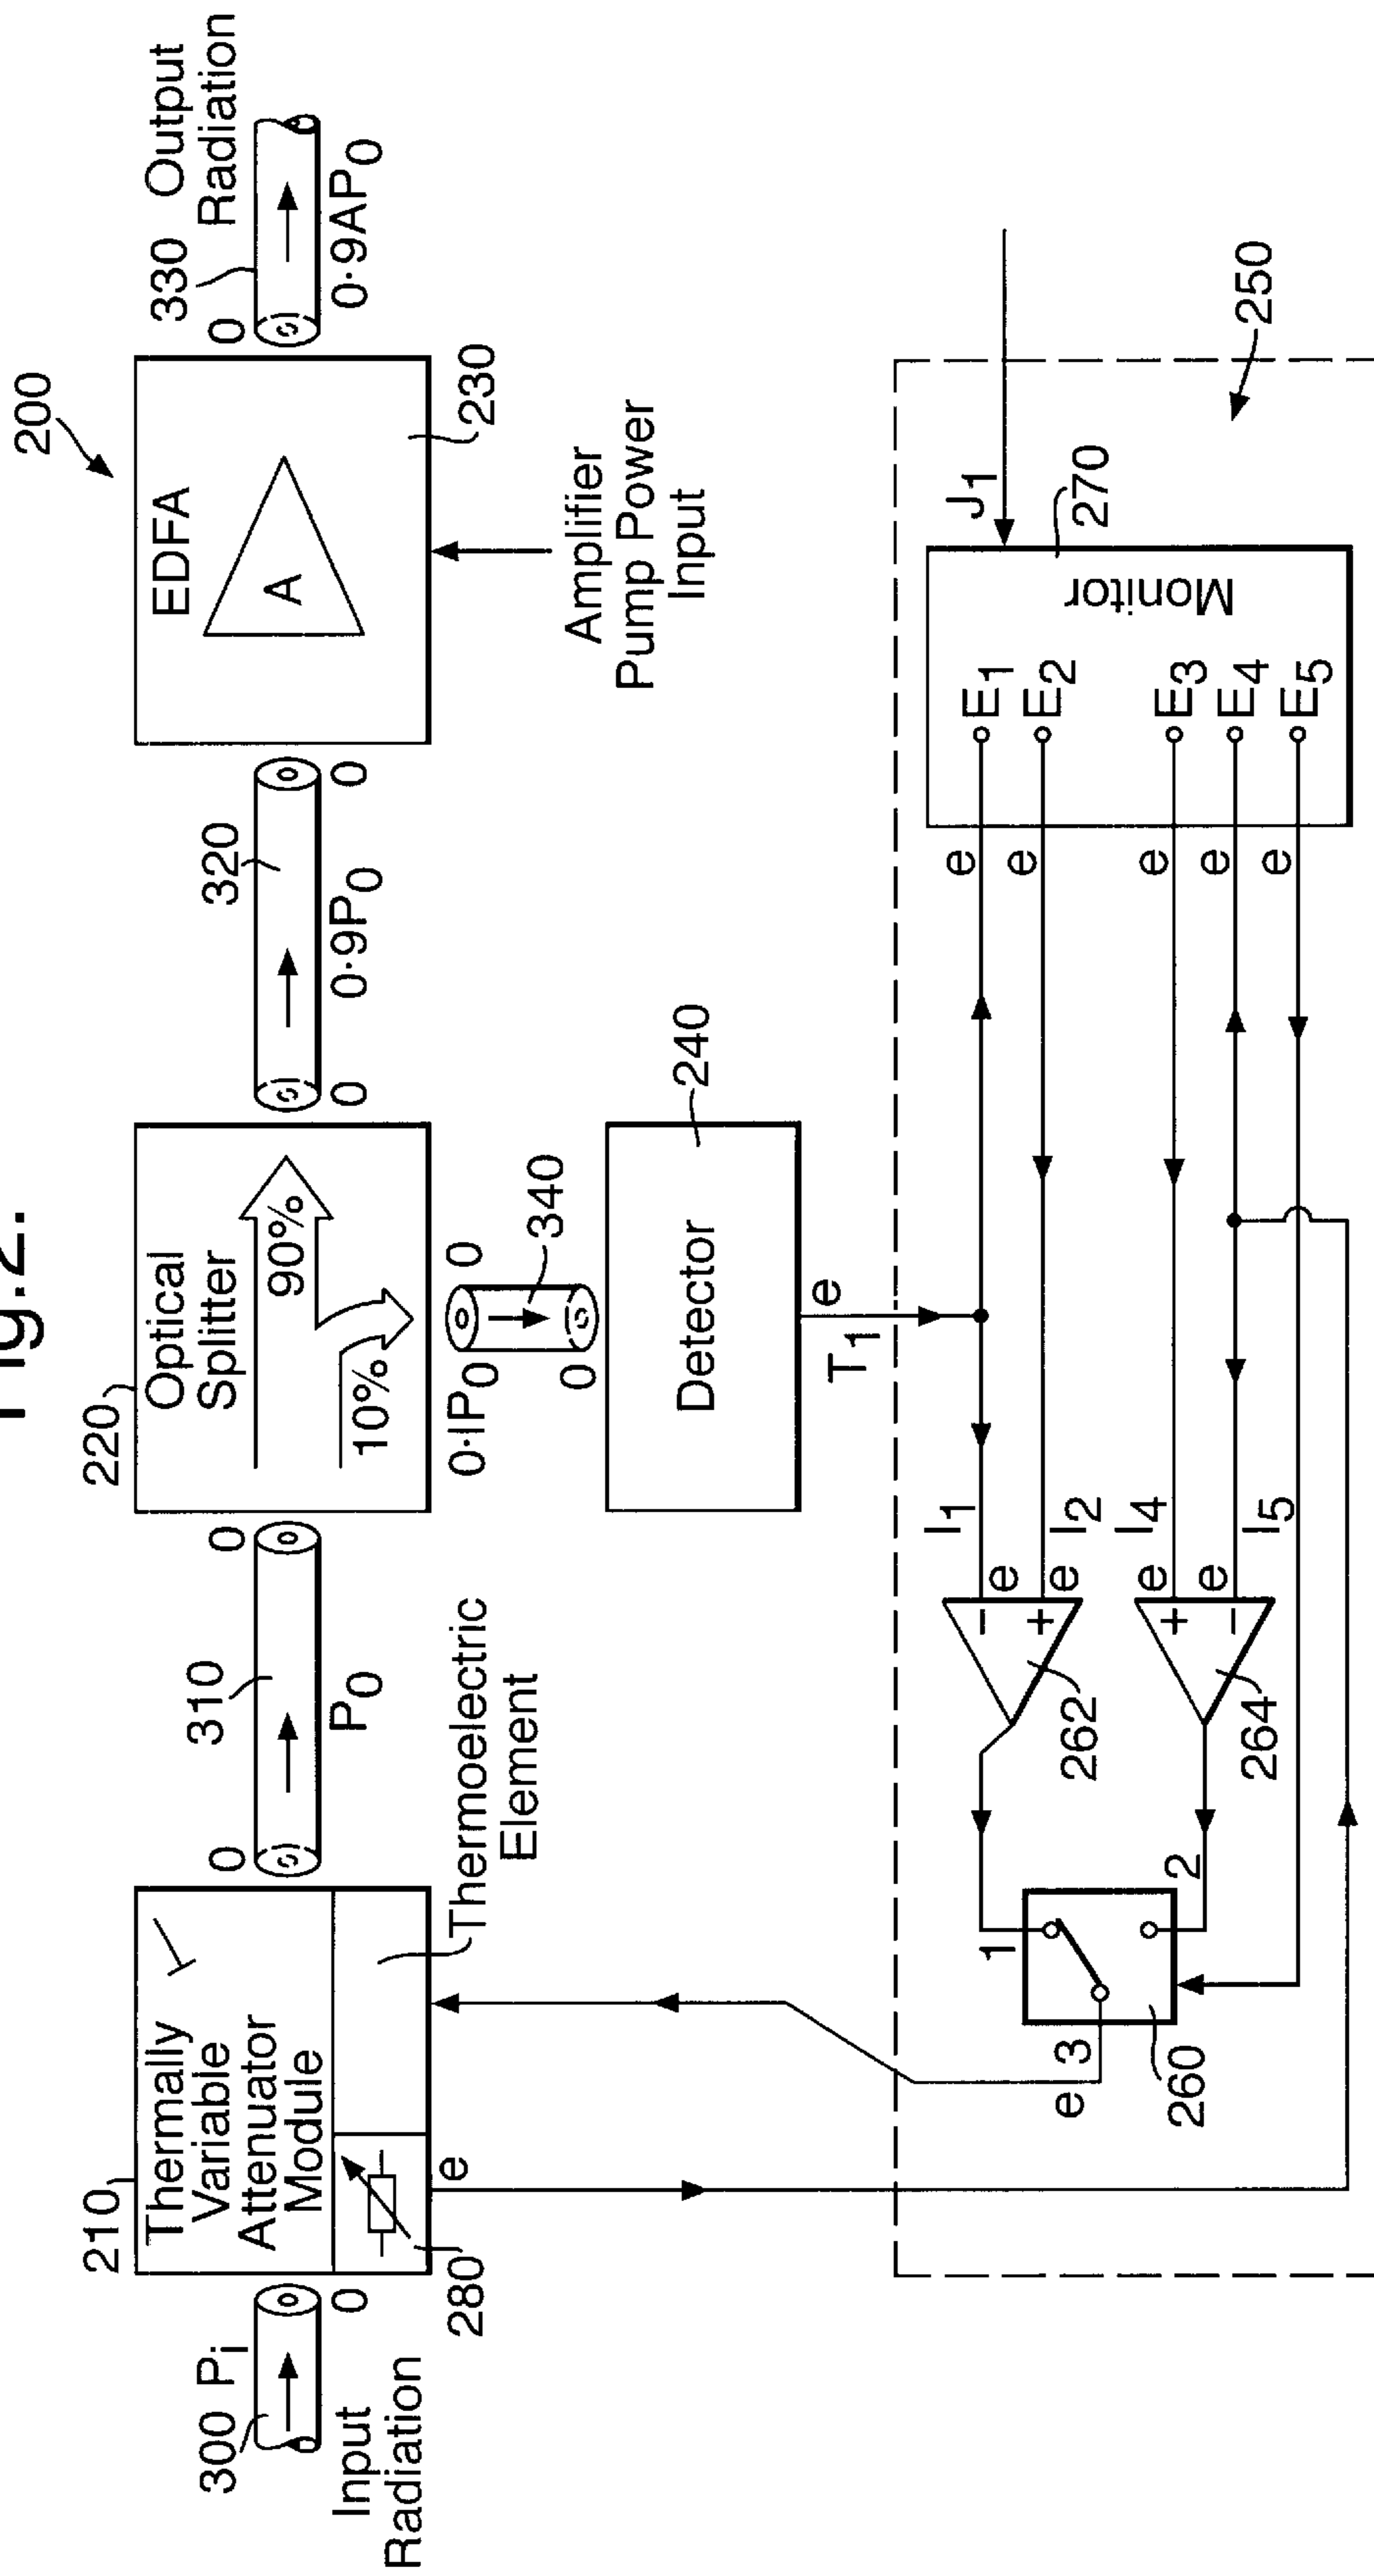 Fig.2.
200
300 Pi
Input
Radiation
0
210
Thermally
Variable
Attenuator
Module
280
e
Thermoelectric
Element
0
310
P0
0
220
Optical
Splitter
90%
10%
0
320
0·9P0
0
EDFA
A
230
Amplifier
Pump Power
Input
0
330
Output
Radiation
0·9AP0
0·1P0
0
340
0
Detector
240
T1
e
250
J1
270
Monitor
E1
E2
E3
E4
E5
e
e
e
e
e
I1
I2
I4
I5
e
e
e
e
-
+
+
-
262
264
1
2
3
e
260